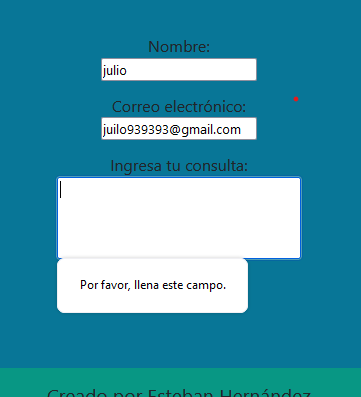 Nombre:
julio
Correo electrónico:
juilo939393@gmail.com
Ingresa tu consulta:
Por favor, llena este campo.
Creado por Esteban Hernández